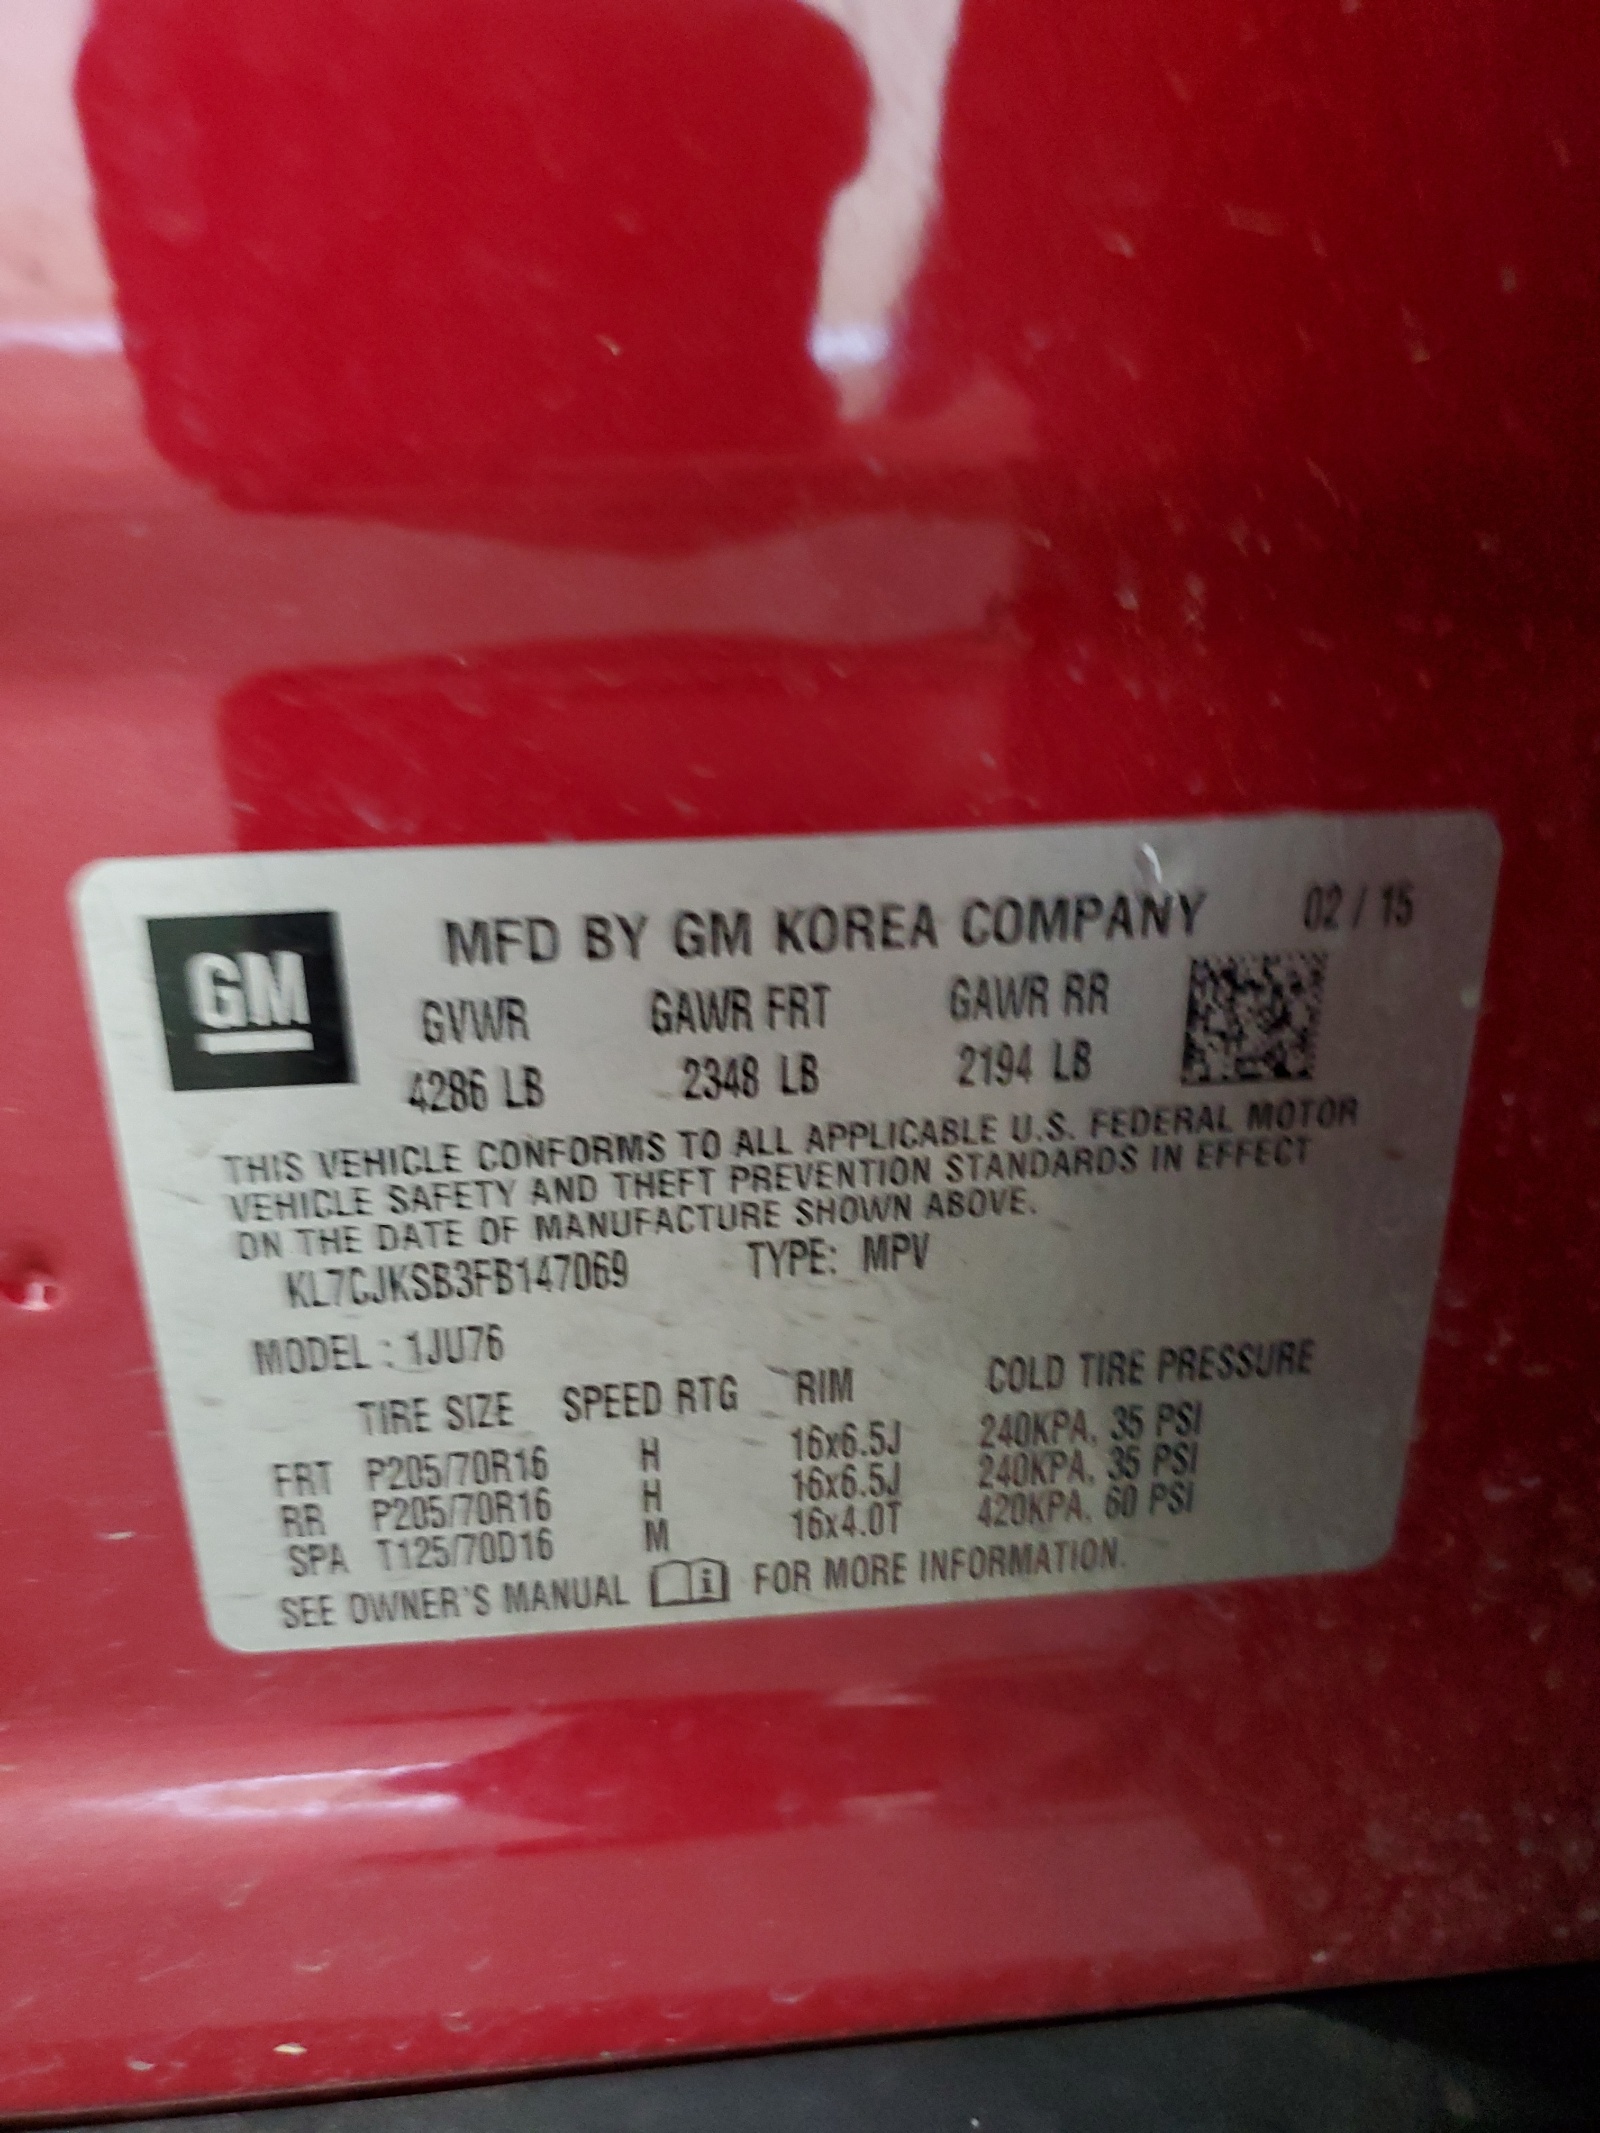 GM
MFD BY GM KOREA COMPANY 02 / 15
GVWR GAWR FRT GAWR RR
4286 LB 2348 LB 2194 LB
THIS VEHICLE CONFORMS TO ALL APPLICABLE U.S. FEDERAL MOTOR
VEHICLE SAFETY AND THEFT PREVENTION STANDARDS IN EFFECT
ON THE DATE OF MANUFACTURE SHOWN ABOVE.
KL7CJKSB3FB147069 TYPE: MPV
MODEL : 1JU76
TIRE SIZE SPEED RTG RIM COLD TIRE PRESSURE
FRT P205/70R16 H 16x6.5J 240KPA, 35 PSI
RR P205/70R16 H 16x6.5J 240KPA, 35 PSI
SPA T125/70D16 M 16x4.0T 420KPA, 60 PSI
SEE OWNER'S MANUAL i FOR MORE INFORMATION.